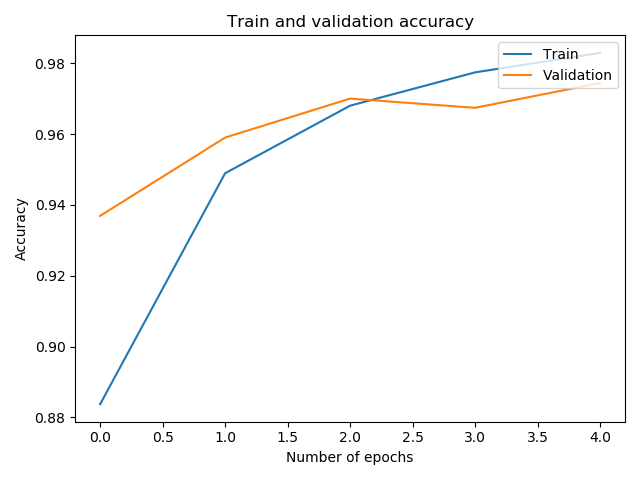 Train and validation accuracy
Train
Validation
0.98
0.96
0.94
0.92
0.90
0.88
Accuracy
0.0 0.5 1.0 1.5 2.0 2.5 3.0 3.5 4.0
Number of epochs